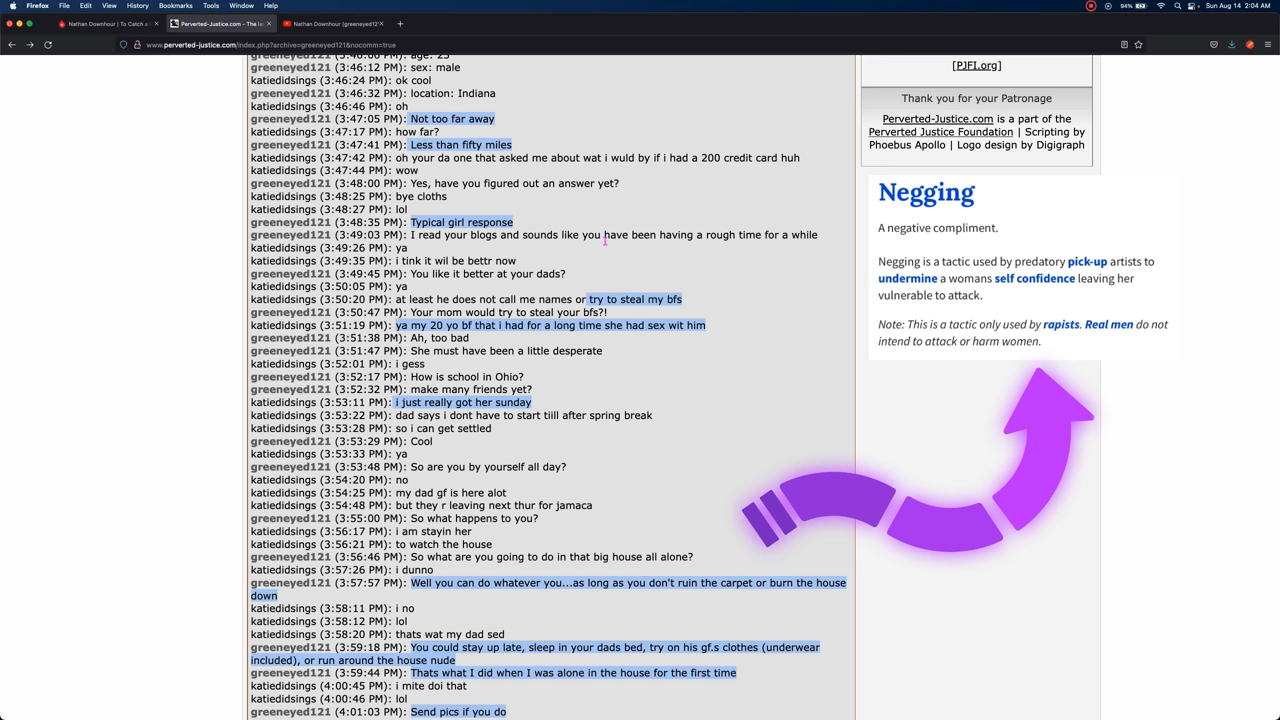 Firefox File Edit View History Bookmarks Tools Window Help 94% Sun Aug 14 2:04 AM
Nathan Downhour | To Catch a Perverted-Justice.com - The la Nathan Downhour (greeneyed12
www.perverted-justice.com/index.php?archive=greeneyed121&nocomm=true
greeneyed121 (3:46:12 PM): sex: male
katiedidsings (3:46:24 PM): ok cool
greeneyed121 (3:46:32 PM): location: Indiana
katiedidsings (3:46:46 PM): oh
greeneyed121 (3:47:05 PM): Not too far away
katiedidsings (3:47:17 PM): how far?
greeneyed121 (3:47:41 PM): Less than fifty miles
katiedidsings (3:47:42 PM): oh your da one that asked me about wat i wuld by if i had a 200 credit card huh
katiedidsings (3:47:44 PM): wow
greeneyed121 (3:48:00 PM): Yes, have you figured out an answer yet?
katiedidsings (3:48:25 PM): bye cloths
katiedidsings (3:48:27 PM): lol
greeneyed121 (3:48:35 PM): Typical girl response
greeneyed121 (3:49:03 PM): I read your blogs and sounds like you have been having a rough time for a while
katiedidsings (3:49:26 PM): ya
katiedidsings (3:49:35 PM): i tink it wil be bettr now
greeneyed121 (3:49:45 PM): You like it better at your dads?
katiedidsings (3:50:05 PM): ya
katiedidsings (3:50:20 PM): at least he does not call me names or try to steal my bfs
greeneyed121 (3:50:47 PM): Your mom would try to steal your bfs?!
katiedidsings (3:51:19 PM): ya my 20 yo bf that i had for a long time she had sex wit him
greeneyed121 (3:51:38 PM): Ah, too bad
greeneyed121 (3:51:47 PM): She must have been a little desperate
katiedidsings (3:52:01 PM): i gess
greeneyed121 (3:52:17 PM): How is school in Ohio?
greeneyed121 (3:52:32 PM): make many friends yet?
katiedidsings (3:53:11 PM): i just really got her sunday
katiedidsings (3:53:22 PM): dad says i dont have to start tiill after spring break
katiedidsings (3:53:28 PM): so i can get settled
greeneyed121 (3:53:29 PM): Cool
katiedidsings (3:53:33 PM): ya
greeneyed121 (3:53:48 PM): So are you by yourself all day?
katiedidsings (3:54:20 PM): no
katiedidsings (3:54:25 PM): my dad gf is here alot
katiedidsings (3:54:48 PM): but they r leaving next thur for jamaca
greeneyed121 (3:55:00 PM): So what happens to you?
katiedidsings (3:56:17 PM): i am stayin her
katiedidsings (3:56:21 PM): to watch the house
greeneyed121 (3:56:46 PM): So what are you going to do in that big house all alone?
katiedidsings (3:57:26 PM): i dunno
greeneyed121 (3:57:57 PM): Well you can do whatever you...as long as you don't ruin the carpet or burn the house
down
katiedidsings (3:58:11 PM): i no
katiedidsings (3:58:12 PM): lol
katiedidsings (3:58:20 PM): thats wat my dad sed
greeneyed121 (3:59:18 PM): You could stay up late, sleep in your dads bed, try on his gf.s clothes (underwear
included), or run around the house nude
greeneyed121 (3:59:44 PM): Thats what I did when I was alone in the house for the first time
katiedidsings (4:00:45 PM): i mite doi that
katiedidsings (4:00:46 PM): lol
greeneyed121 (4:01:03 PM): Send pics if you do
[PJFI.org]
Thank you for your Patronage
Perverted-Justice.com is a part of the
Perverted Justice Foundation | Scripting by
Phoebus Apollo | Logo design by Digigraph
Negging
A negative compliment.
Negging is a tactic used by predatory pick-up artists to
undermine a womans self confidence leaving her
vulnerable to attack.
Note: This is a tactic only used by rapists. Real men do not
intend to attack or harm women.